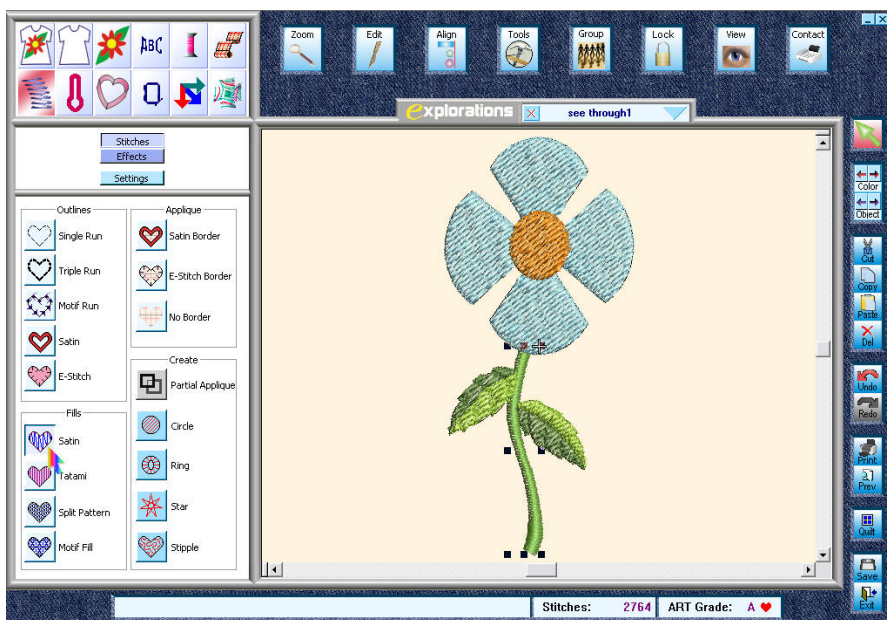 ABC
Zoom
Edit
Align
Tools
Group
Lock
View
Contact
explorations
see through1
Stitches
Effects
Settings
Outlines
Single Run
Triple Run
Motif Run
Satin
E-Stitch
Fills
Satin
Tatami
Split Pattern
Motif Fill
Applique
Satin Border
E-Stitch Border
No Border
Create
Partial Applique
Circle
Ring
Star
Stipple
Color
Object
Cut
Copy
Paste
Del
Undo
Redo
Print
Prev
Quit
Save
Exit
Stitches: 2764
ART Grade: A